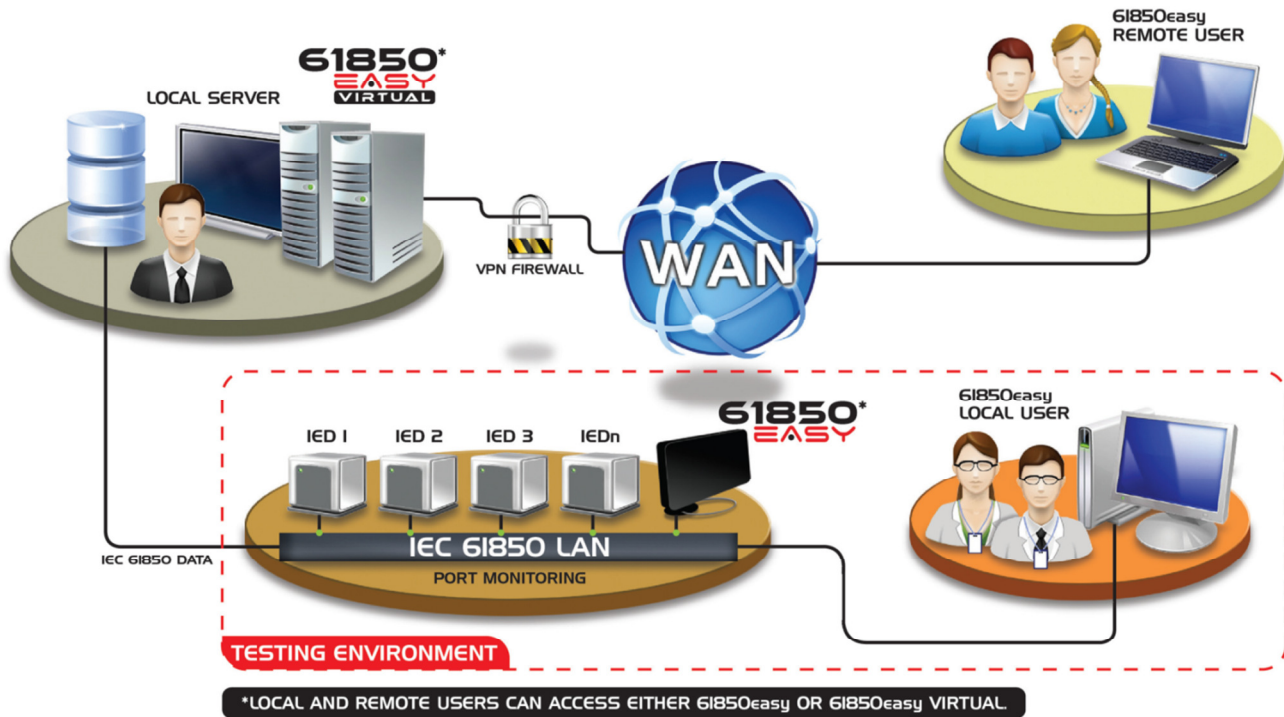 61850*
EASY
VIRTUAL
LOCAL SERVER
61850easy
REMOTE USER
VPN FIREWALL
WAN
61850*
EASY
61850easy
LOCAL USER
IED 1 IED 2 IED 3 IEDn
IEC 61850 LAN
IEC 61850 DATA
PORT MONITORING
TESTING ENVIRONMENT
*LOCAL AND REMOTE USERS CAN ACCESS EITHER 61850easy OR 61850easy VIRTUAL.